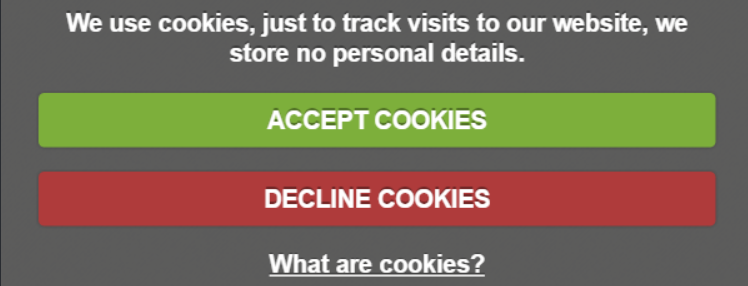 We use cookies, just to track visits to our website, we
store no personal details.
ACCEPT COOKIES
DECLINE COOKIES
What are cookies?